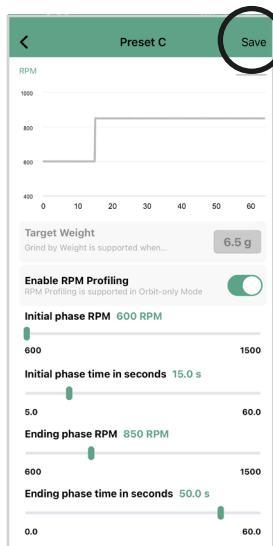 Preset C
Save
RPM
1000
800
600
400
0 10 20 30 40 50 60
Target Weight
Grind by Weight is supported when...
6.5 g
Enable RPM Profiling
RPM Profiling is supported in Orbit-only Mode
Initial phase RPM 600 RPM
600 1500
Initial phase time in seconds 15.0 s
5.0 60.0
Ending phase RPM 850 RPM
600 1500
Ending phase time in seconds 50.0 s
0.0 60.0